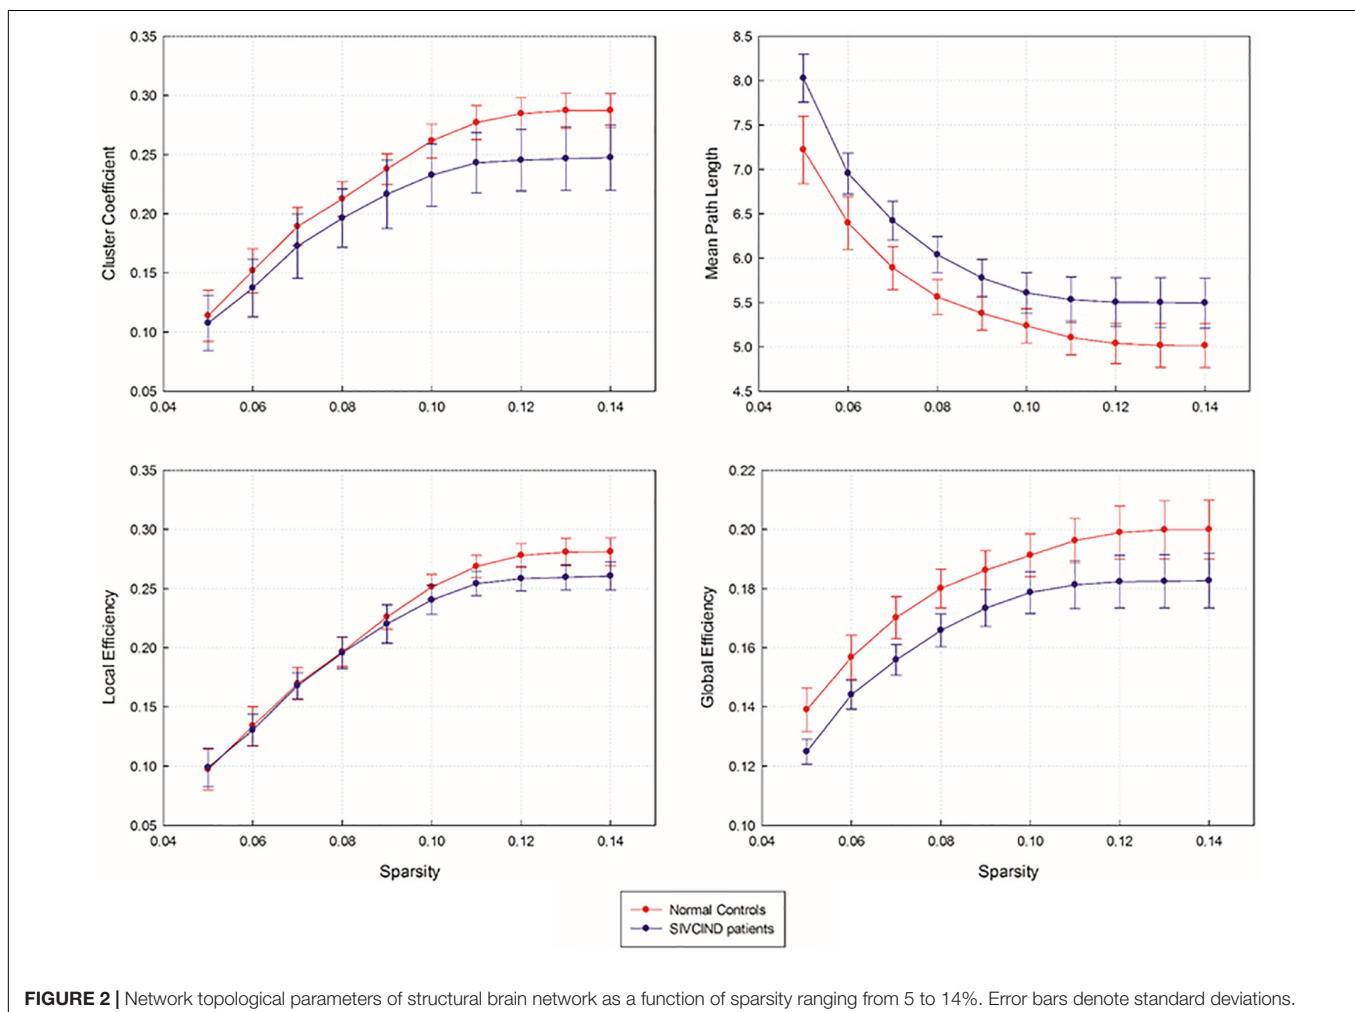 0.35
0.30
0.25
0.20
0.15
0.10
0.05
Cluster Coefficient
0.04 0.06 0.08 0.10 0.12 0.14
8.5
8.0
7.5
7.0
6.5
6.0
5.5
5.0
4.5
Mean Path Length
0.04 0.06 0.08 0.10 0.12 0.14
0.35
0.30
0.25
0.20
0.15
0.10
0.05
Local Efficiency
0.04 0.06 0.08 0.10 0.12 0.14
Sparsity
0.22
0.20
0.18
0.16
0.14
0.12
0.10
Global Efficiency
0.04 0.06 0.08 0.10 0.12 0.14
Sparsity
Normal Controls
SIVCIND patients
FIGURE 2 | Network topological parameters of structural brain network as a function of sparsity ranging from 5 to 14%. Error bars denote standard deviations.